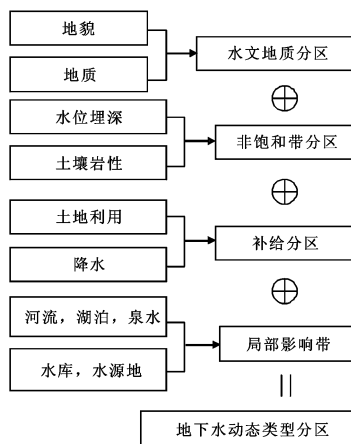 地貌
地质
水文地质分区
水位埋深
土壤岩性
非饱和带分区
土地利用
降水
补给分区
河流，湖泊，泉水
水库，水源地
局部影响带
地下水动态类型分区